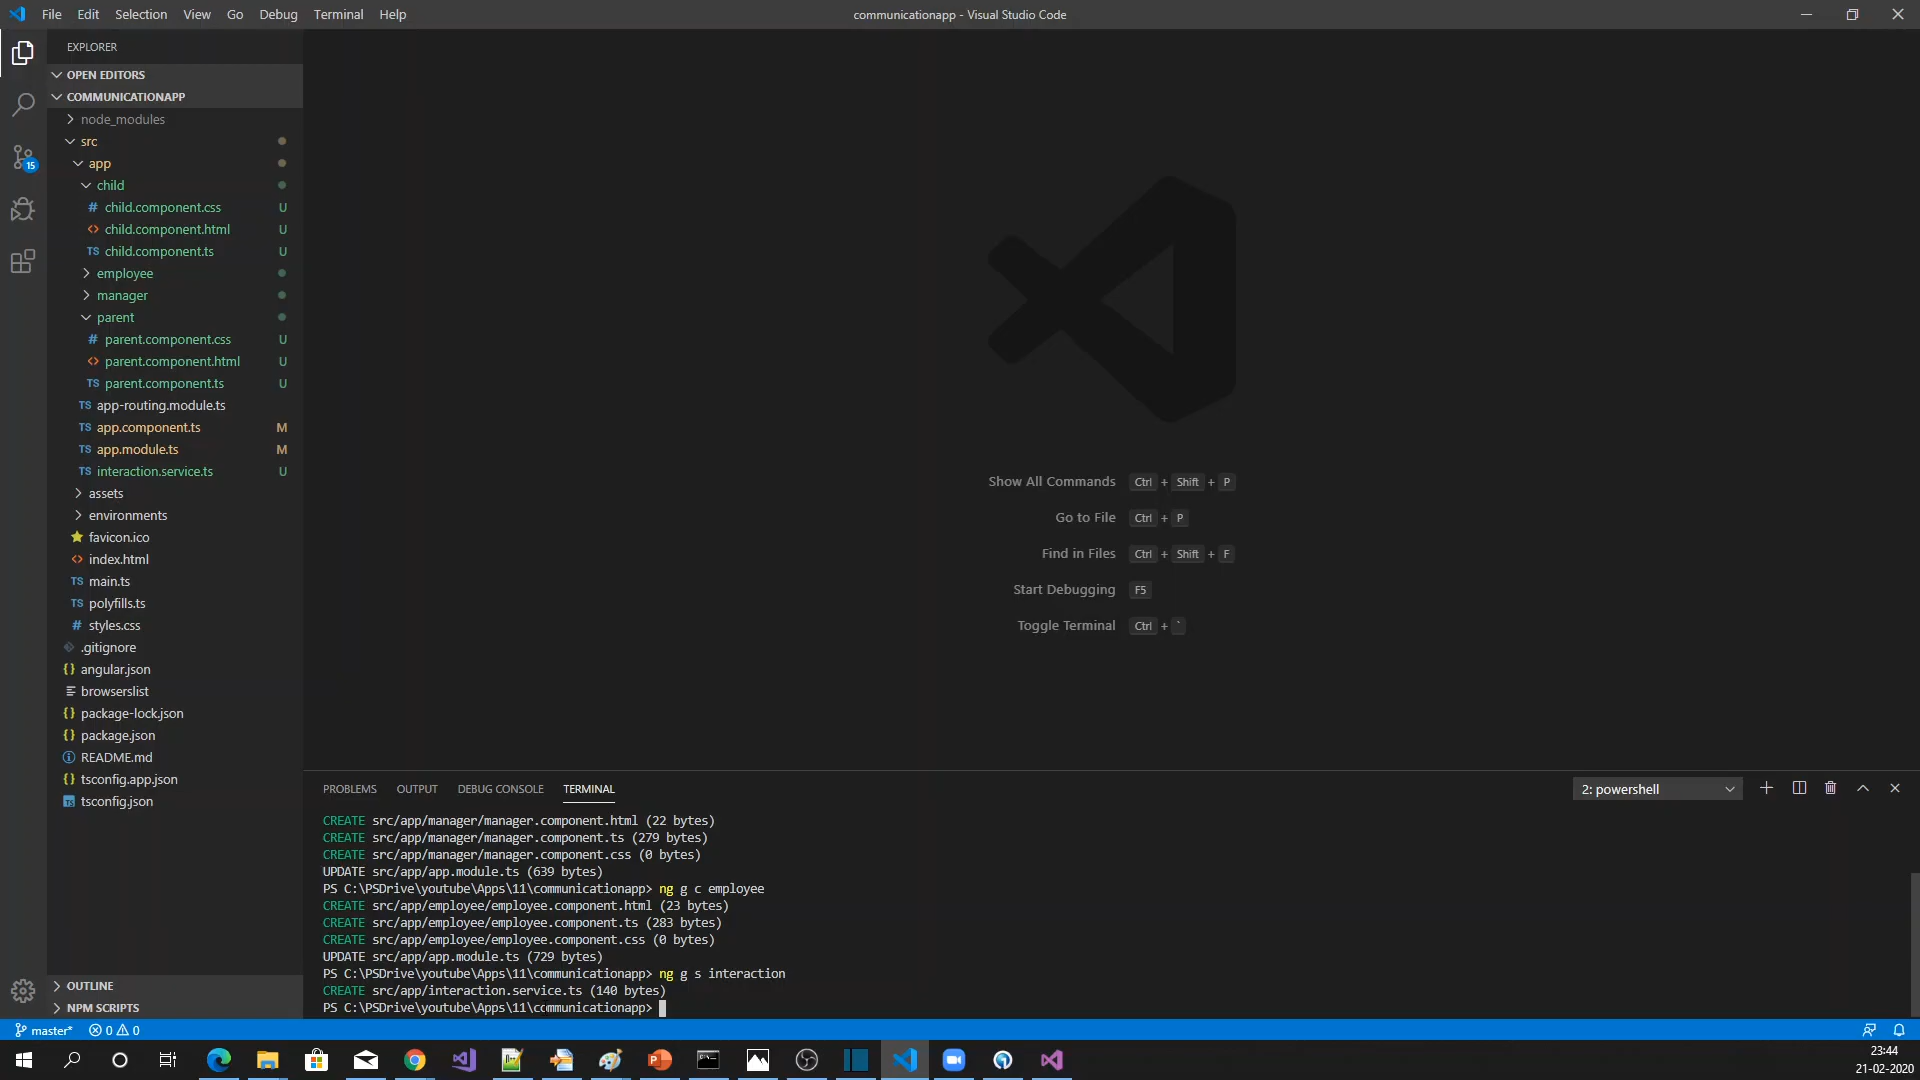 File Edit Selection View Go Debug Terminal Help
communicationapp - Visual Studio Code
EXPLORER
OPEN EDITORS
COMMUNICATIONAPP
node_modules
src
app
child
# child.component.css U
<> child.component.html U
TS child.component.ts U
employee
manager
parent
# parent.component.css U
<> parent.component.html U
TS parent.component.ts U
TS app-routing.module.ts
TS app.component.ts M
TS app.module.ts M
TS interaction.service.ts U
assets
environments
favicon.ico
<> index.html
TS main.ts
TS polyfills.ts
# styles.css
.gitignore
{} angular.json
browserslist
{} package-lock.json
{} package.json
README.md
{} tsconfig.app.json
TS tsconfig.json
OUTLINE
NPM SCRIPTS
15
Show All Commands Ctrl + Shift + P
Go to File Ctrl + P
Find in Files Ctrl + Shift + F
Start Debugging F5
Toggle Terminal Ctrl + `
PROBLEMS OUTPUT DEBUG CONSOLE TERMINAL
2: powershell
CREATE src/app/manager/manager.component.html (22 bytes)
CREATE src/app/manager/manager.component.ts (279 bytes)
CREATE src/app/manager/manager.component.css (0 bytes)
UPDATE src/app/app.module.ts (639 bytes)
PS C:\PSDrive\youtube\Apps\11\communicationapp> ng g c employee
CREATE src/app/employee/employee.component.html (23 bytes)
CREATE src/app/employee/employee.component.ts (283 bytes)
CREATE src/app/employee/employee.component.css (0 bytes)
UPDATE src/app/app.module.ts (729 bytes)
PS C:\PSDrive\youtube\Apps\11\communicationapp> ng g s interaction
CREATE src/app/interaction.service.ts (140 bytes)
PS C:\PSDrive\youtube\Apps\11\communicationapp>
master* 0 0
23:44
21-02-2020